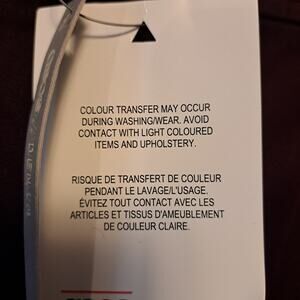 COLOUR TRANSFER MAY OCCUR
DURING WASHING/WEAR. AVOID
CONTACT WITH LIGHT COLOURED
ITEMS AND UPHOLSTERY.
RISQUE DE TRANSFERT DE COULEUR
PENDANT LE LAVAGE/L'USAGE.
ÉVITEZ TOUT CONTACT AVEC LES
ARTICLES ET TISSUS D'AMEUBLEMENT
DE COULEUR CLAIRE.